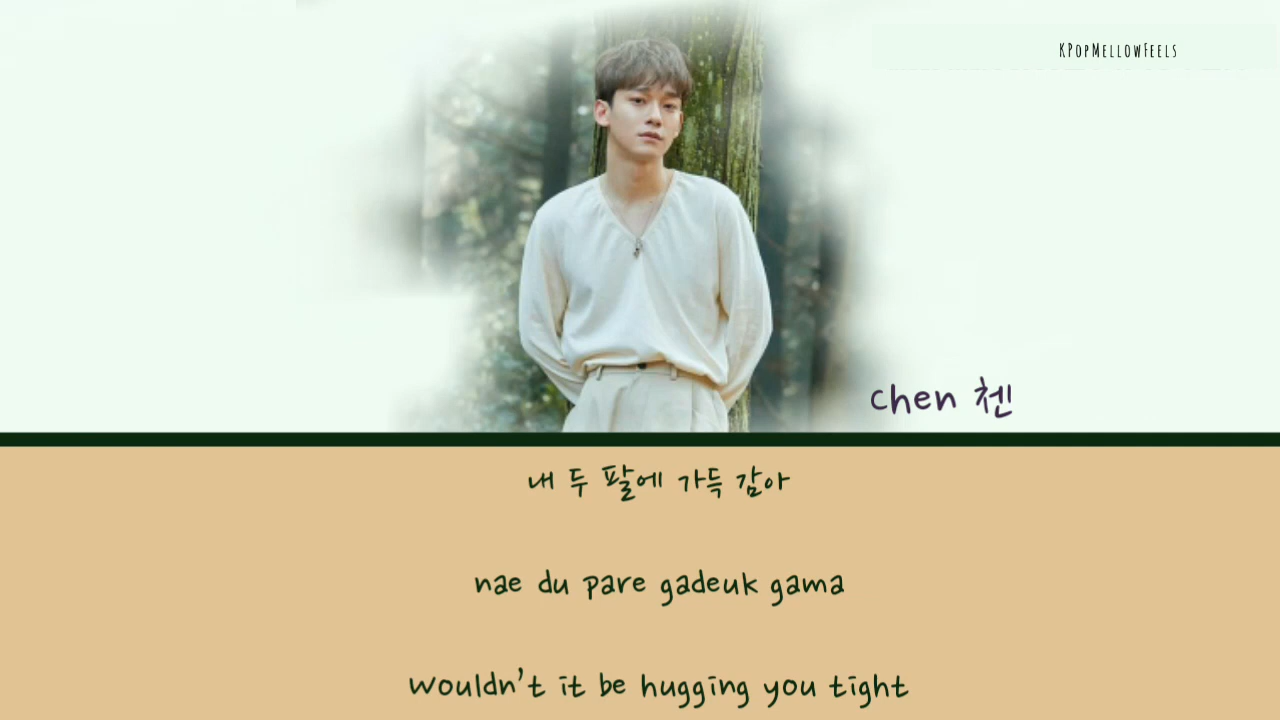 KPopMellowFeels
Chen 첸
내 두 팔에 가득 감아
nae du pare gadeuk gama
wouldn't it be hugging you tight